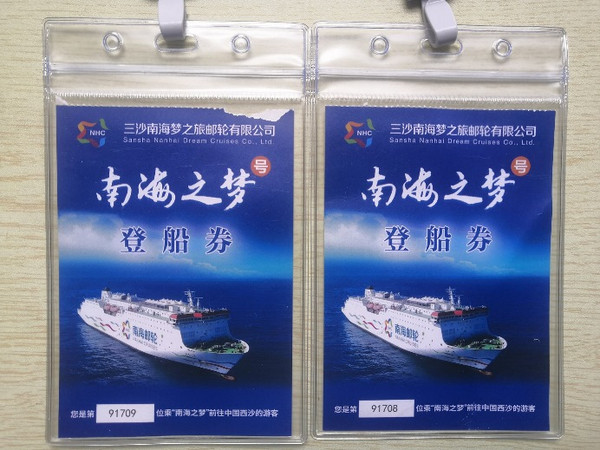 NHC
三沙南海梦之旅邮轮有限公司
Sansha Nanhai Dream Cruises Co., Ltd.
南海之梦号
登船券
南海邮轮
您是第 91709 位乘“南海之梦”前往中国西沙的游客
NHC
三沙南海梦之旅邮轮有限公司
Sansha Nanhai Dream Cruises Co., Ltd.
南海之梦号
登船券
南海邮轮
您是第 91708 位乘“南海之梦”前往中国西沙的游客